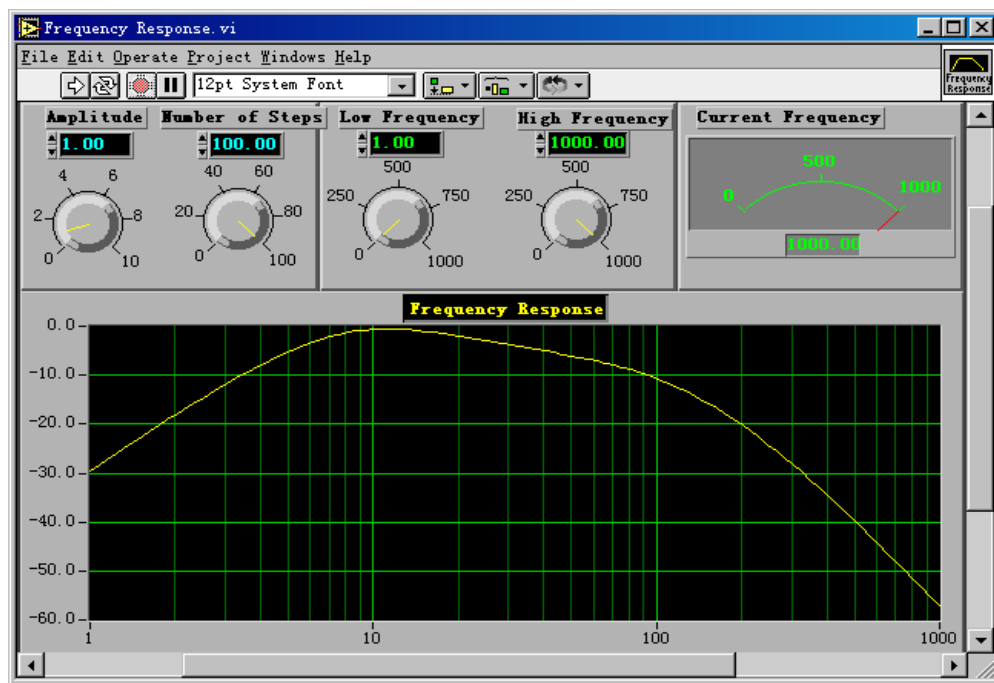 Frequency Response.vi
File Edit Operate Project Windows Help
12pt System Font
Frequency
Response
Amplitude
1.00
0 2 4 6 8 10
Number of Steps
100.00
0 20 40 60 80 100
Low Frequency
1.00
0 250 500 750 1000
High Frequency
1000.00
0 250 500 750 1000
Current Frequency
0 500 1000
1000.00
Frequency Response
0.0
-10.0
-20.0
-30.0
-40.0
-50.0
-60.0
1 10 100 1000